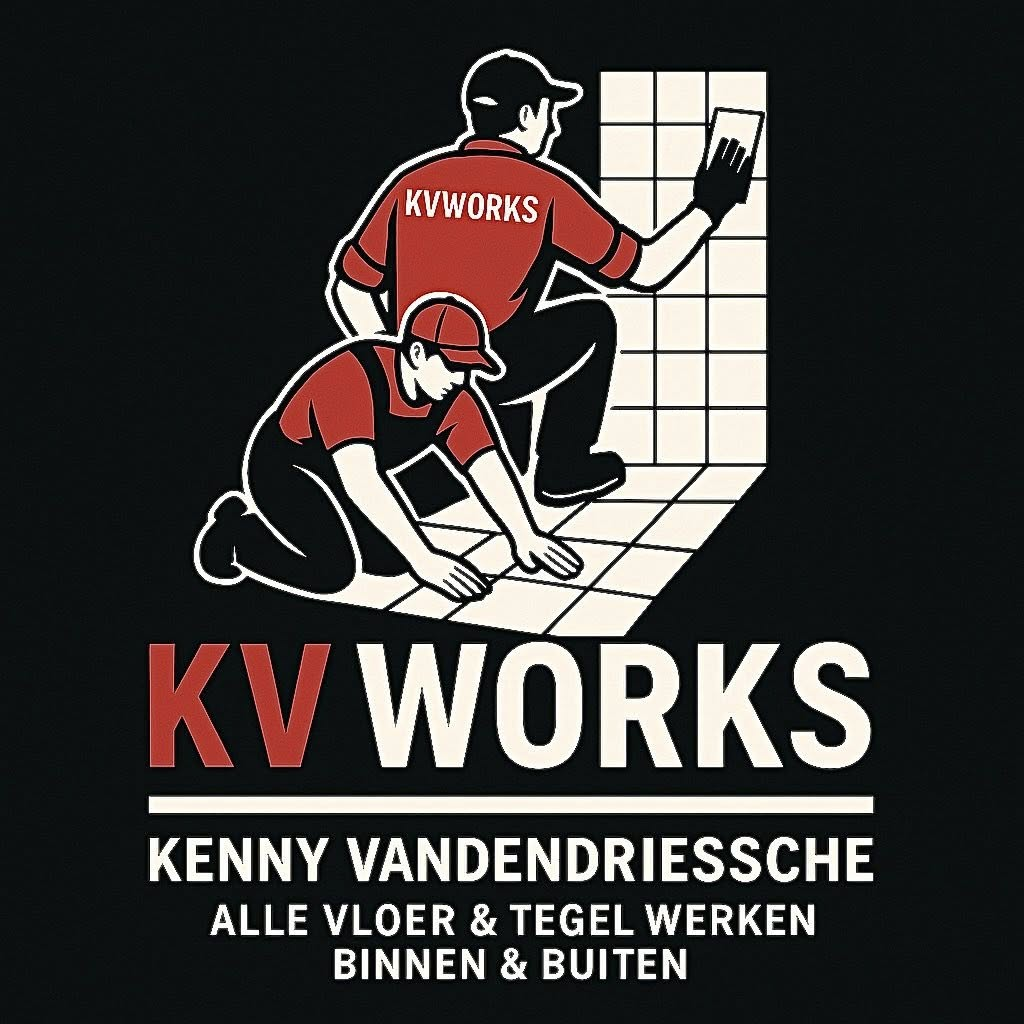 KVWORKS
KV WORKS
KENNY VANDENDRIESSCHE
ALLE VLOER & TEGEL WERKEN
BINNEN & BUITEN